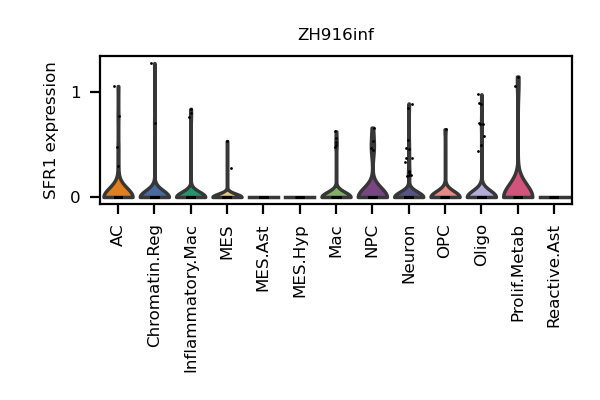 ZH916inf
SFR1 expression
1
0
AC
Chromatin.Reg
Inflammatory.Mac
MES
MES.Ast
MES.Hyp
Mac
NPC
Neuron
OPC
Oligo
Prolif.Metab
Reactive.Ast